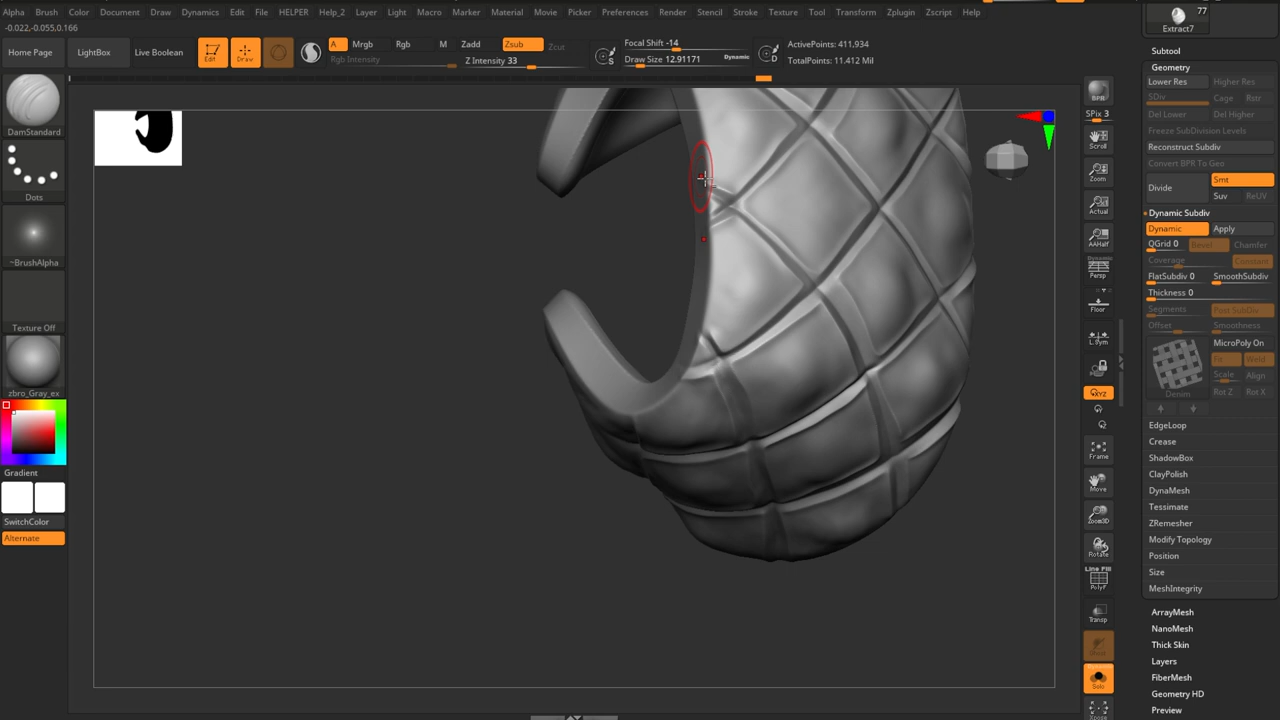 Alpha Brush Color Document Draw Dynamics Edit File HELPER Help_2 Layer Light Macro Marker Material Movie Picker Preferences Render Stencil Stroke Texture Tool Transform Zplugin Zscript Help
-0.022,-0.055,0.166
Home Page LightBox Live Boolean Edit Draw A Mrgb Rgb M Zadd Zsub Zcut
Rgb Intensity Z Intensity 33
S Focal Shift -14
Draw Size 12.91171 Dynamic
D ActivePoints: 411,934
TotalPoints: 11.412 Mil
DamStandard
Dots
~BrushAlpha
Texture Off
zbro_Gray_ex
Gradient
SwitchColor
Alternate
BPR
SPix 3
Scroll
Zoom
Actual
AAHalf
Dynamic
Persp
Floor
L.Sym
XYZ
Frame
Move
Zoom3D
Rotate
Line Fill
PolyF
Transp
Ghost
Dynamic
Solo
Xpose
77
Extract7
Subtool
Geometry
Lower Res Higher Res
SDiv Cage Rstr
Del Lower Del Higher
Freeze SubDivision Levels
Reconstruct Subdiv
Convert BPR To Geo
Divide Smt
Suv ReUV
Dynamic Subdiv
Dynamic Apply
QGrid 0 Bevel Chamfer
Coverage Constant
FlatSubdiv 0 SmoothSubdiv
Thickness 0
Segments Post SubDiv
Offset Smoothness
MicroPoly On
Fit Weld
Scale Align
Denim Rot Z Rot X
EdgeLoop
Crease
ShadowBox
ClayPolish
DynaMesh
Tessimate
ZRemesher
Modify Topology
Position
Size
MeshIntegrity
ArrayMesh
NanoMesh
Thick Skin
Layers
FiberMesh
Geometry HD
Preview